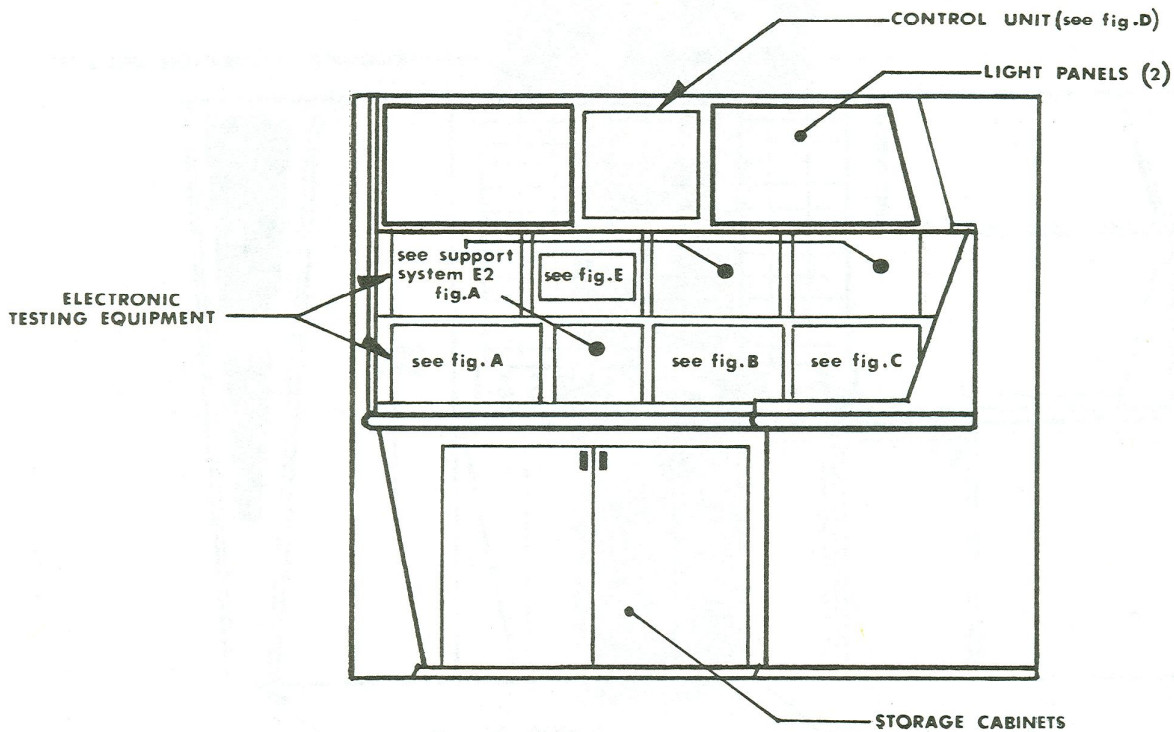 CONTROL UNIT (see fig.D)
LIGHT PANELS (2)
see support
system E2
fig.A
see fig.E
ELECTRONIC
TESTING EQUIPMENT
see fig. A
see fig.B
see fig.C
STORAGE CABINETS